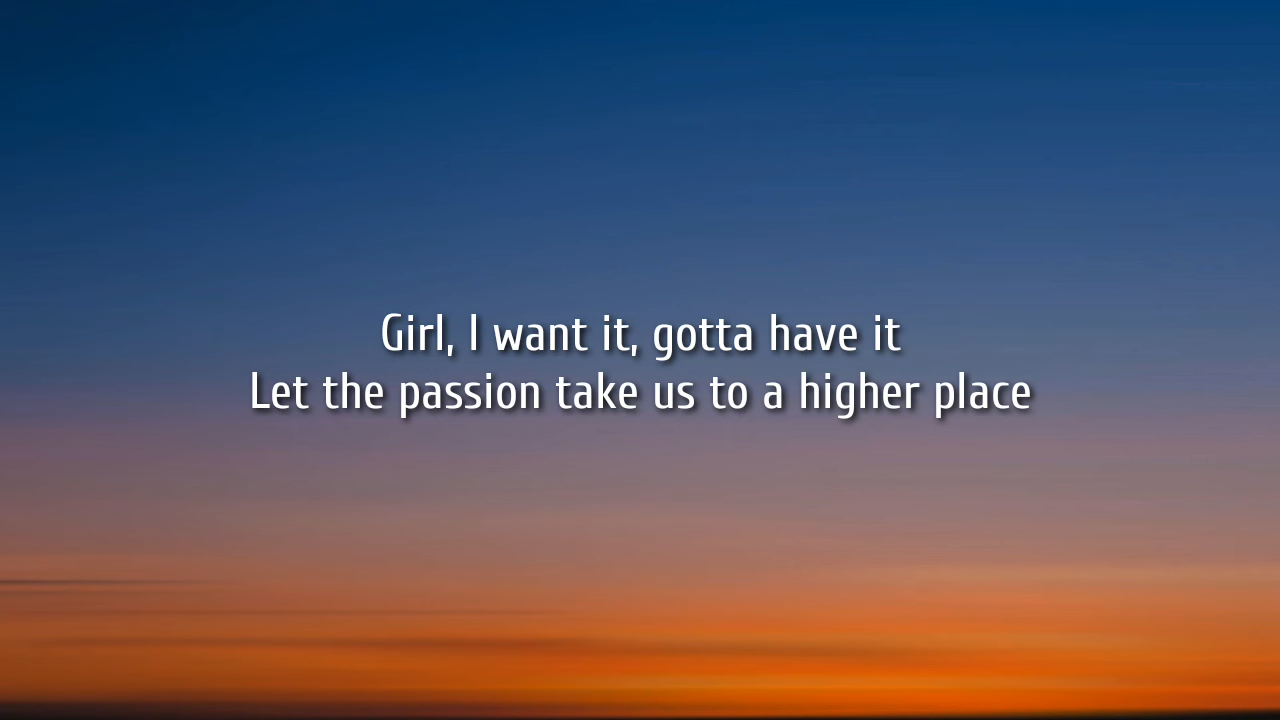 Girl, I want it, gotta have it
Let the passion take us to a higher place